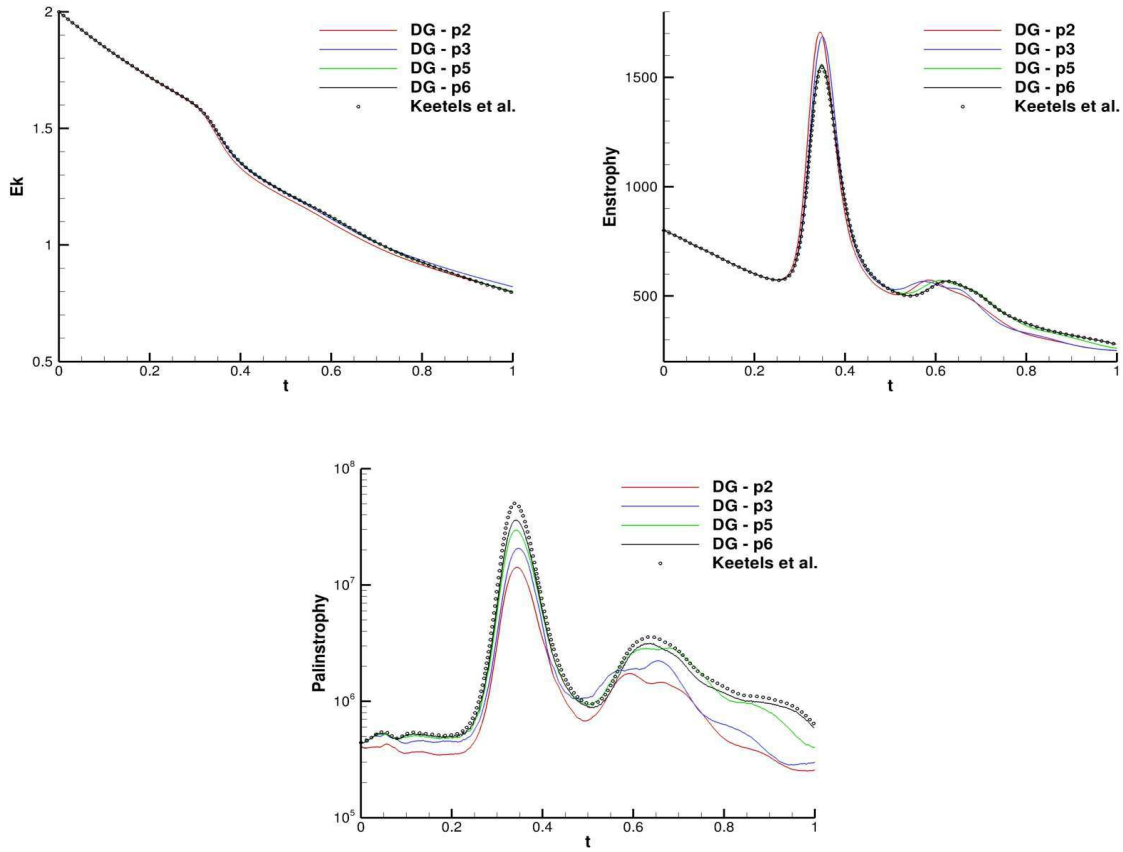 2
1.5
1
0.5
Ek
0
0.2
0.4
0.6
0.8
1
t
DG - p2
DG - p3
DG - p5
DG - p6
Keetels et al.
1500
1000
500
Enstrophy
0
0.2
0.4
0.6
0.8
1
t
DG - p2
DG - p3
DG - p5
DG - p6
Keetels et al.
10⁸
10⁷
10⁶
10⁵
Palinstrophy
0
0.2
0.4
0.6
0.8
1
t
DG - p2
DG - p3
DG - p5
DG - p6
Keetels et al.